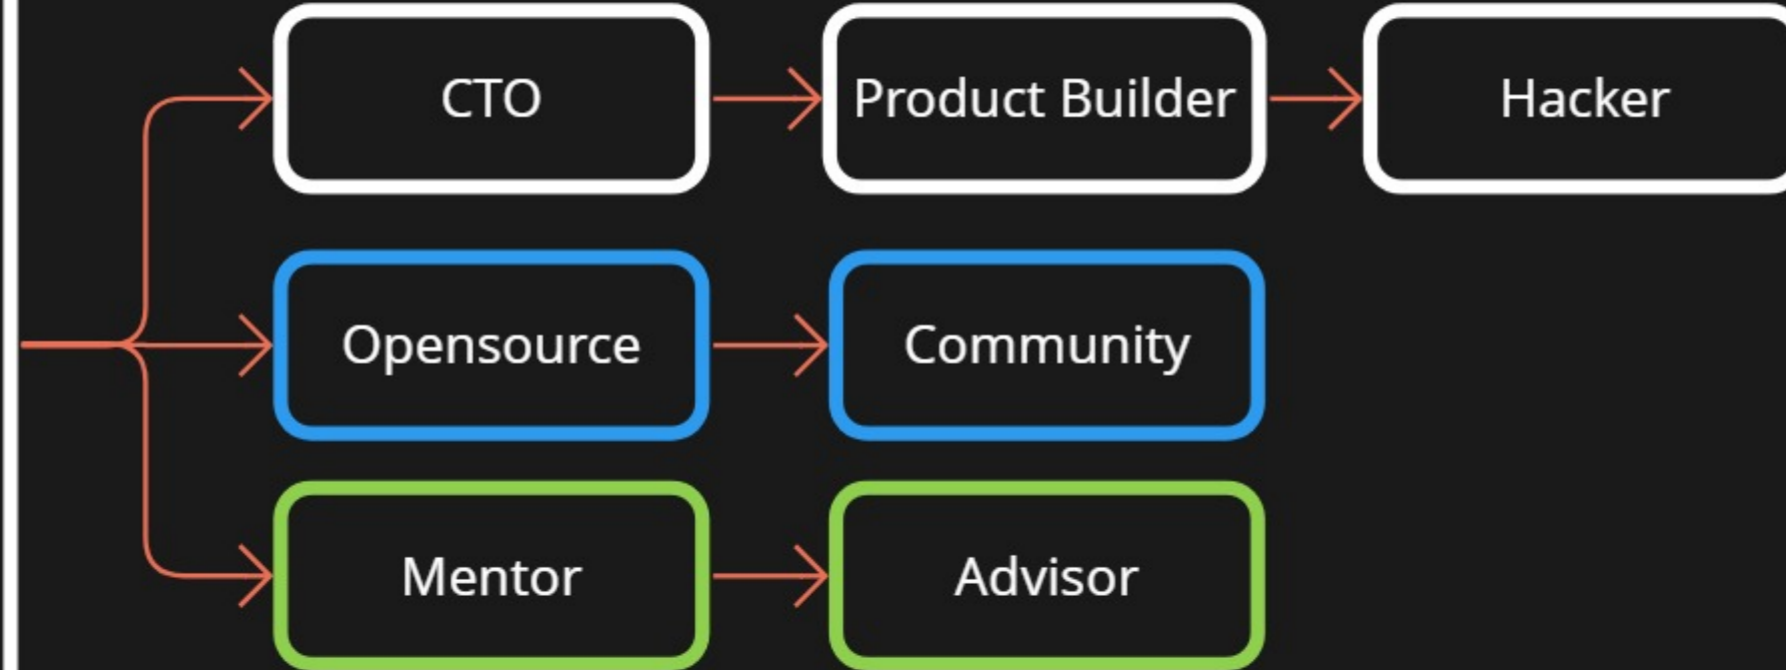 CTO
Product Builder
Hacker
Opensource
Community
Mentor
Advisor